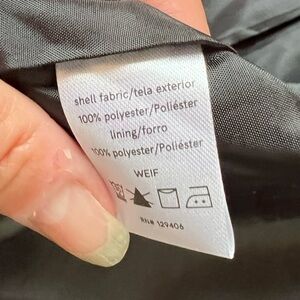 shell fabric/tela exterior
100% polyester/Poliéster
lining/forro
100% polyester/Poliéster
WEIF
RN# 129406